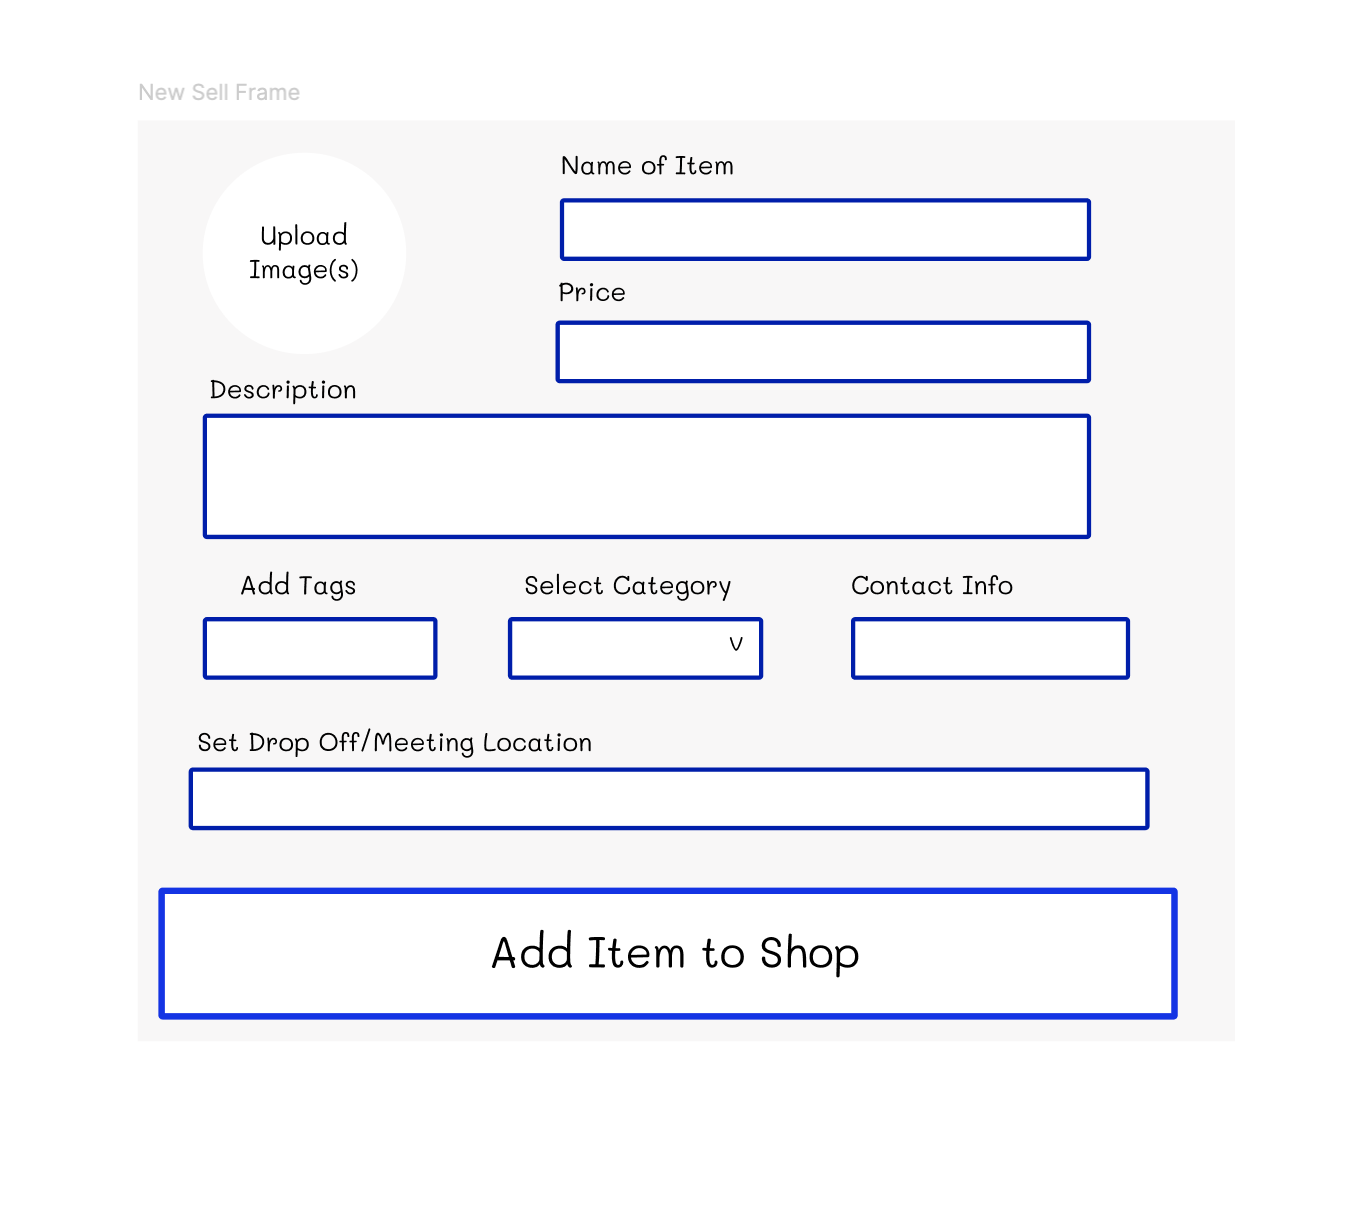 New Sell Frame
Upload
Image(s)
Name of Item
Price
Description
Add Tags
Select Category
V
Contact Info
Set Drop Off/Meeting Location
Add Item to Shop